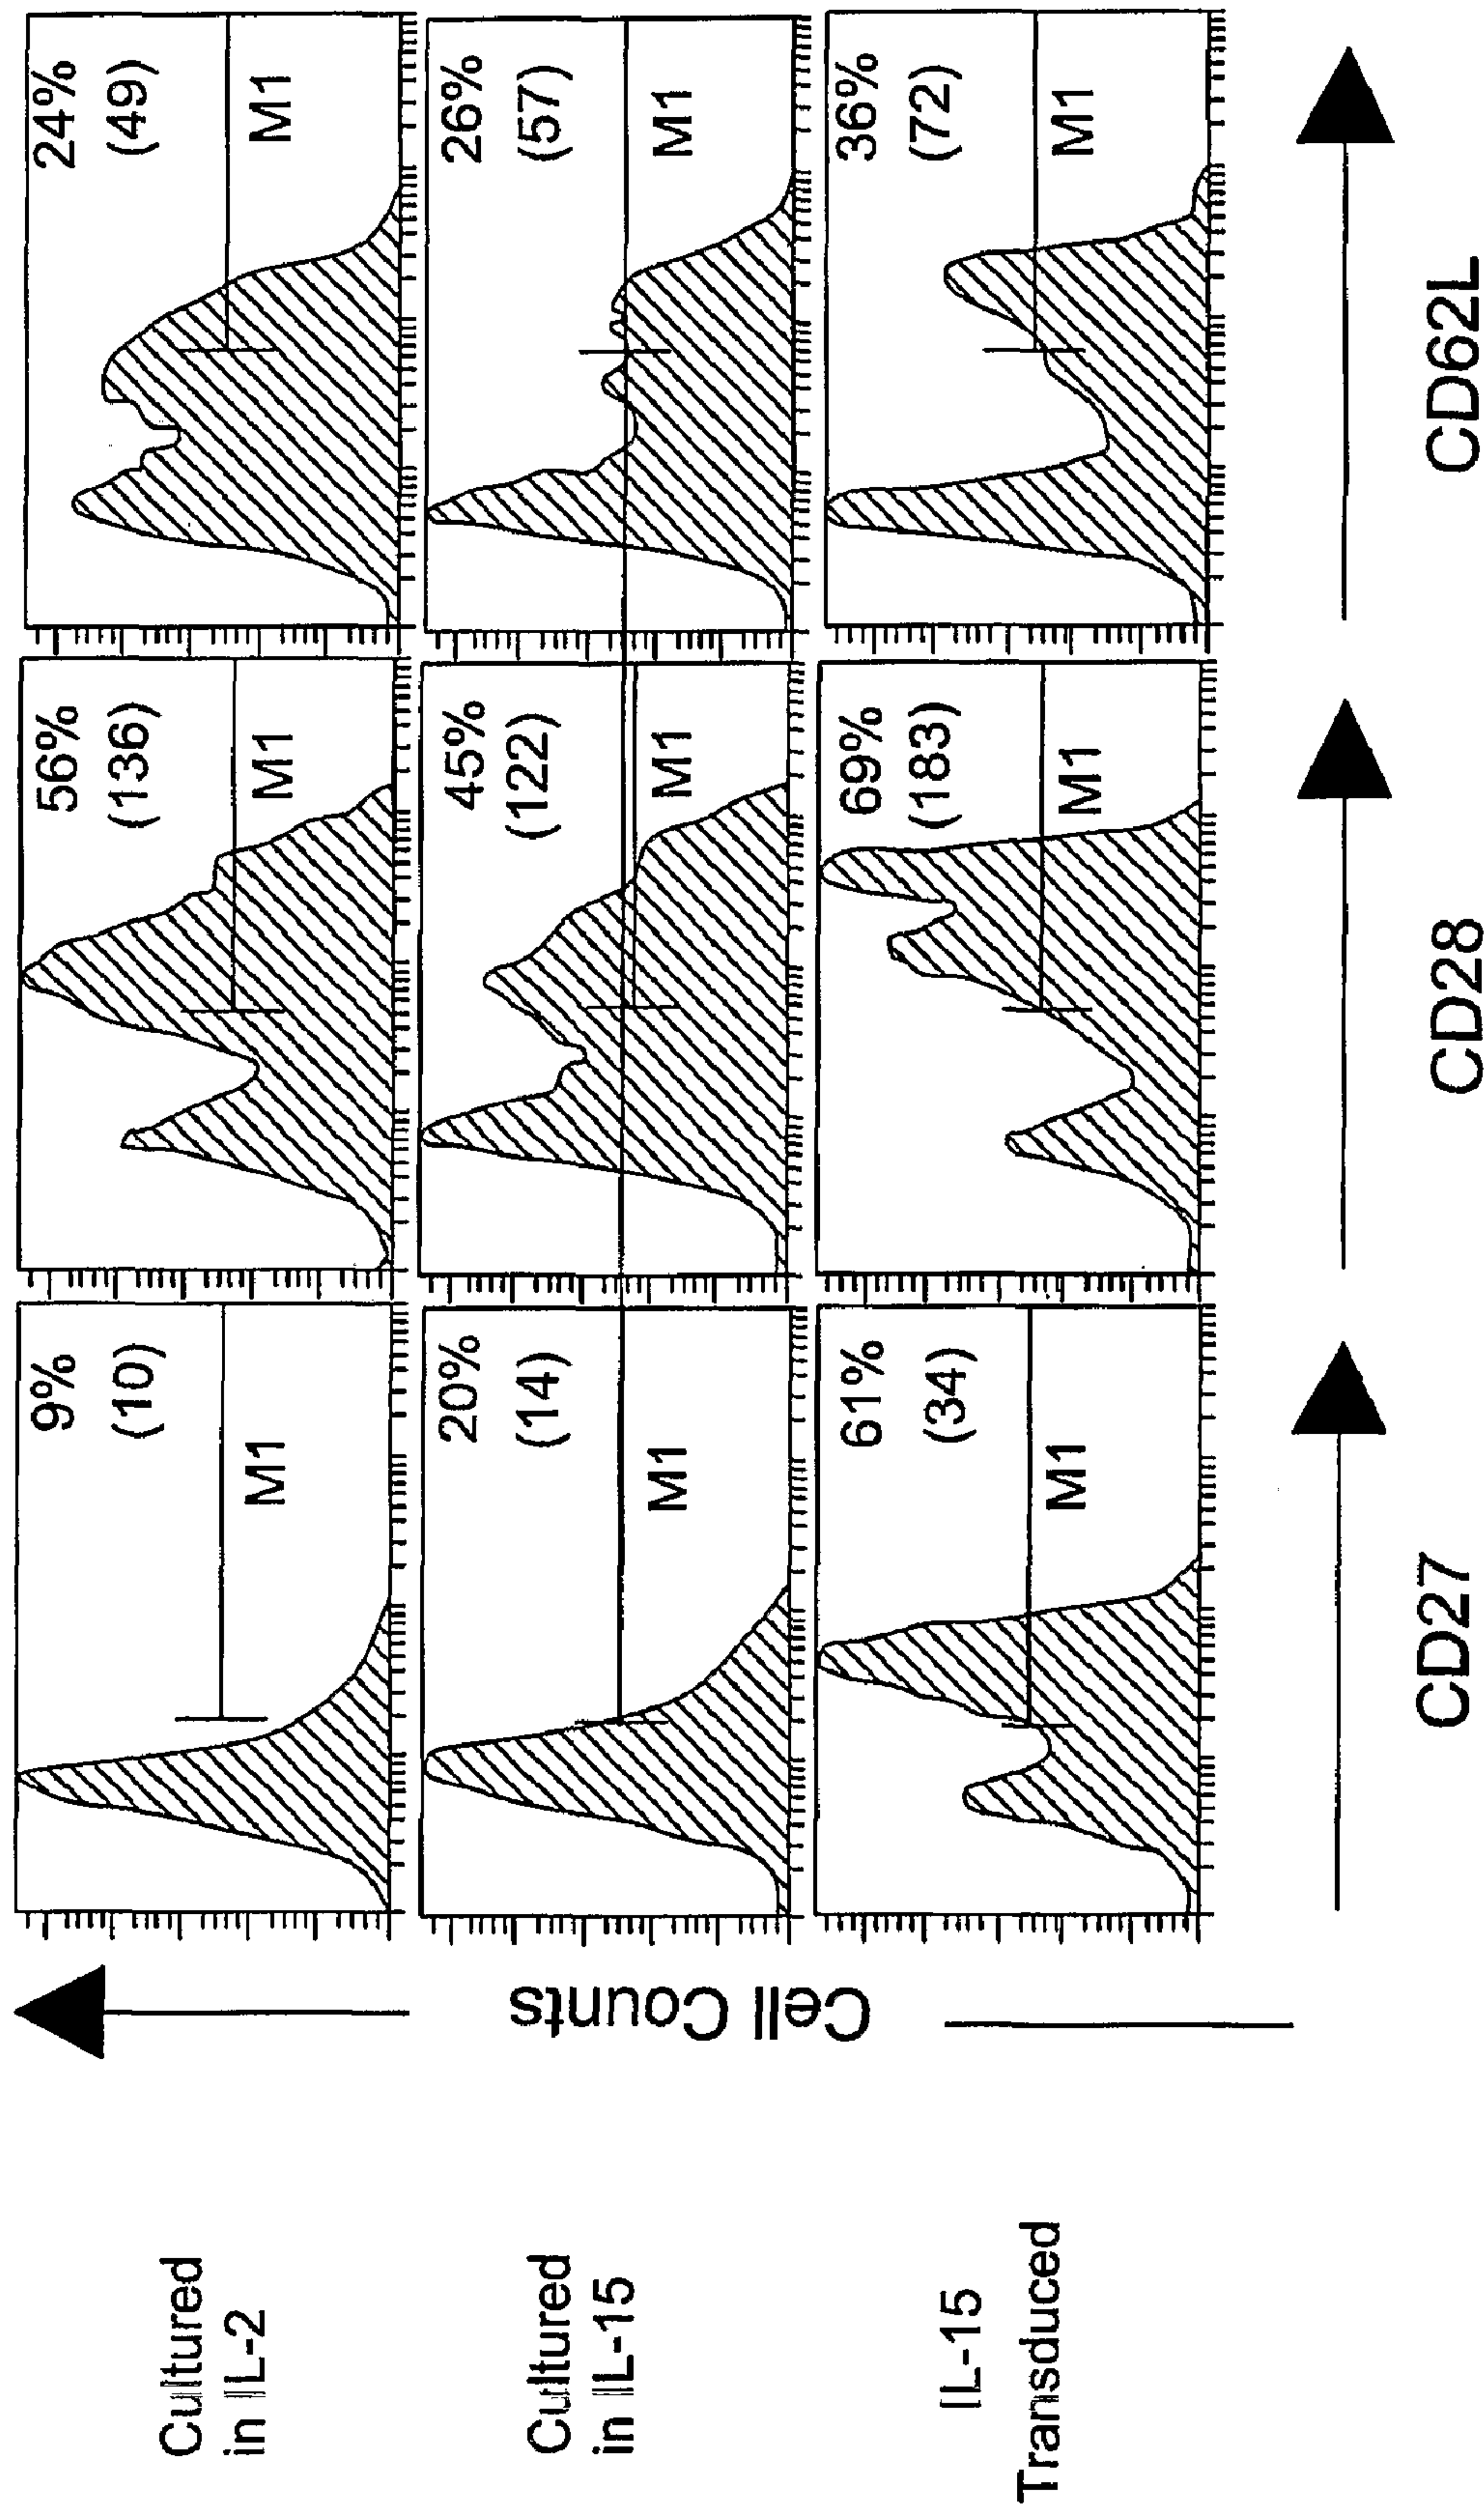 Cultured
in IL-2
9%
(10)
M1
56%
(136)
M1
24%
(49)
M1
Cultured
in IL-15
20%
(14)
M1
45%
(122)
M1
26%
(57)
M1
IL-15
Transduced
61%
(34)
M1
69%
(183)
M1
36%
(72)
M1
Cell Counts
CD27
CD28
CD62L